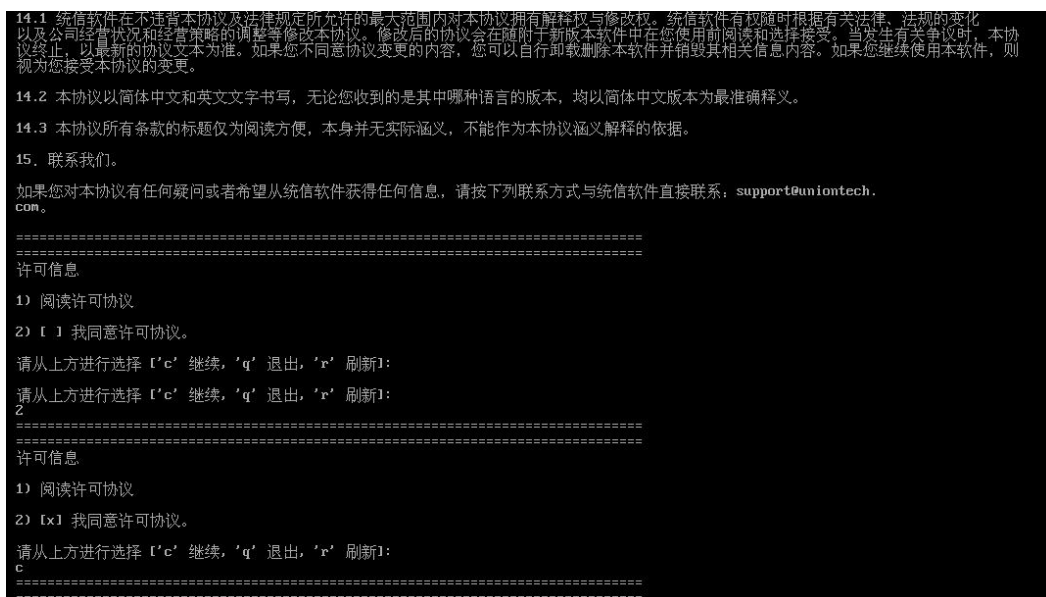 14.1 统信软件在不违背本协议及法律规定所允许的最大范围内对本协议拥有解释权与修改权。统信软件有权随时根据有关法律、法规的变化
以及公司经营状况和经营策略的调整等修改本协议。修改后的协议会在随附于新版本软件中在您使用前阅读和选择接受。当发生有关争议时，本协
议终止，以最新的协议文本为准。如果您不同意协议变更的内容，您可以自行卸载删除本软件并销毁其相关信息内容。如果您继续使用本软件，则
视为您接受本协议的变更。
14.2 本协议以简体中文和英文文字书写，无论您收到的是其中哪种语言的版本，均以简体中文版本为最准确释义。
14.3 本协议所有条款的标题仅为阅读方便，本身并无实际涵义，不能作为本协议涵义解释的依据。
15. 联系我们。
如果您对本协议有任何疑问或者希望从统信软件获得任何信息，请按下列联系方式与统信软件直接联系：support@uniontech.
com。
================================================================================
================================================================================
许可信息
1) 阅读许可协议
2) [ ] 我同意许可协议。
请从上方进行选择 ['c' 继续, 'q' 退出, 'r' 刷新]:
请从上方进行选择 ['c' 继续, 'q' 退出, 'r' 刷新]:
2
================================================================================
================================================================================
许可信息
1) 阅读许可协议
2) [x] 我同意许可协议。
请从上方进行选择 ['c' 继续, 'q' 退出, 'r' 刷新]:
c
================================================================================
================================================================================